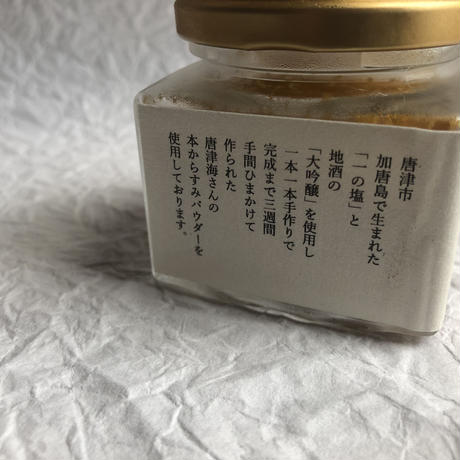 唐津市
加唐島で生まれた
「一の塩」と
地酒の
「大吟醸」を使用し
一本一本手作りで
完成まで三週間
手間ひまかけて
作られた
唐津海さんの
本からすみパウダーを
使用しております。